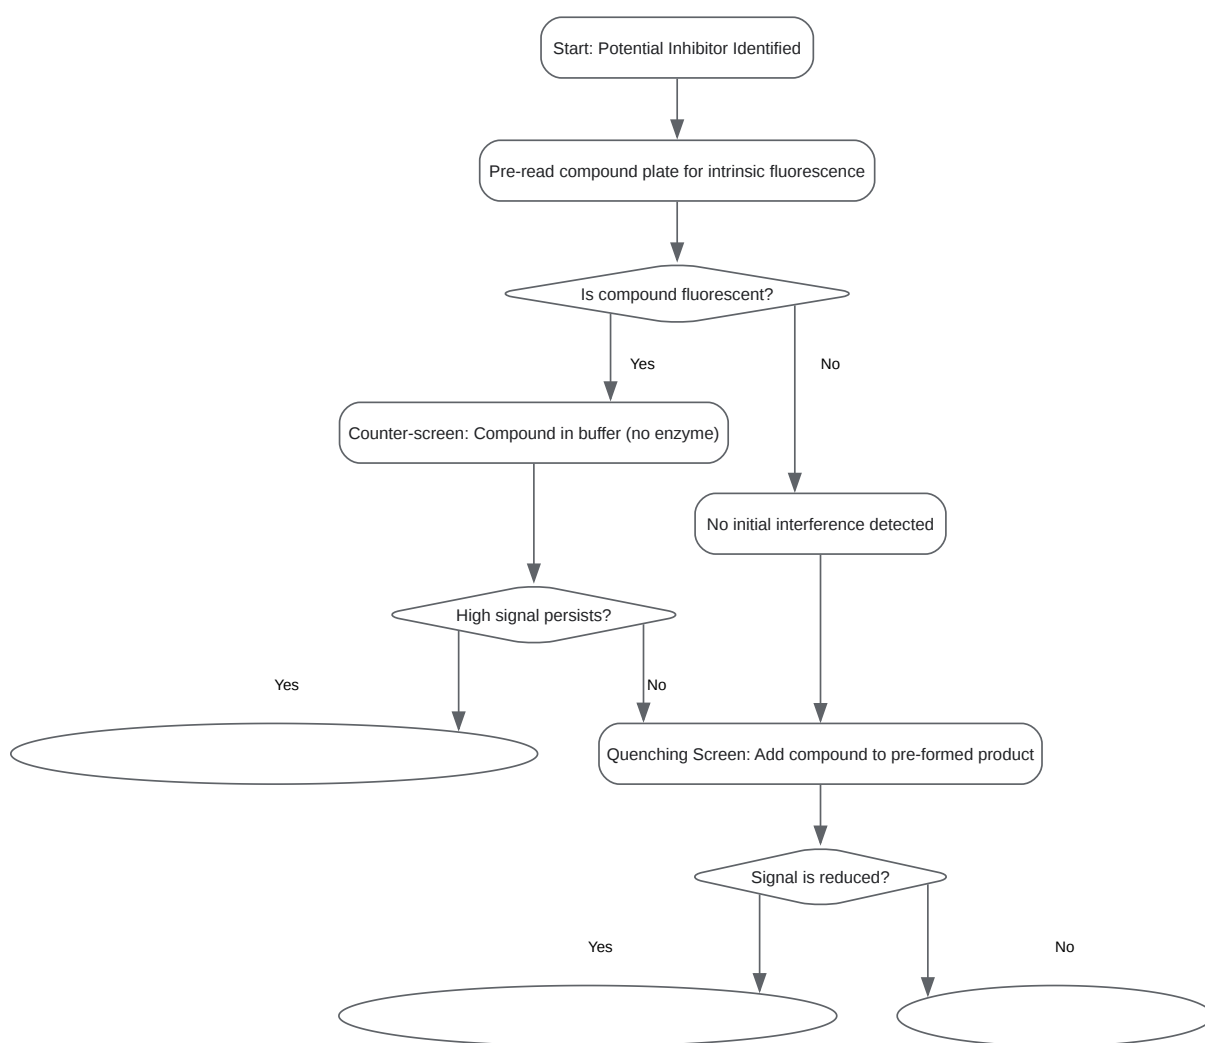 Start: Potential Inhibitor Identified
Pre-read compound plate for intrinsic fluorescence
Is compound fluorescent?
Yes
No
Counter-screen: Compound in buffer (no enzyme)
No initial interference detected
High signal persists?
Yes
No
Quenching Screen: Add compound to pre-formed product
Signal is reduced?
Yes
No